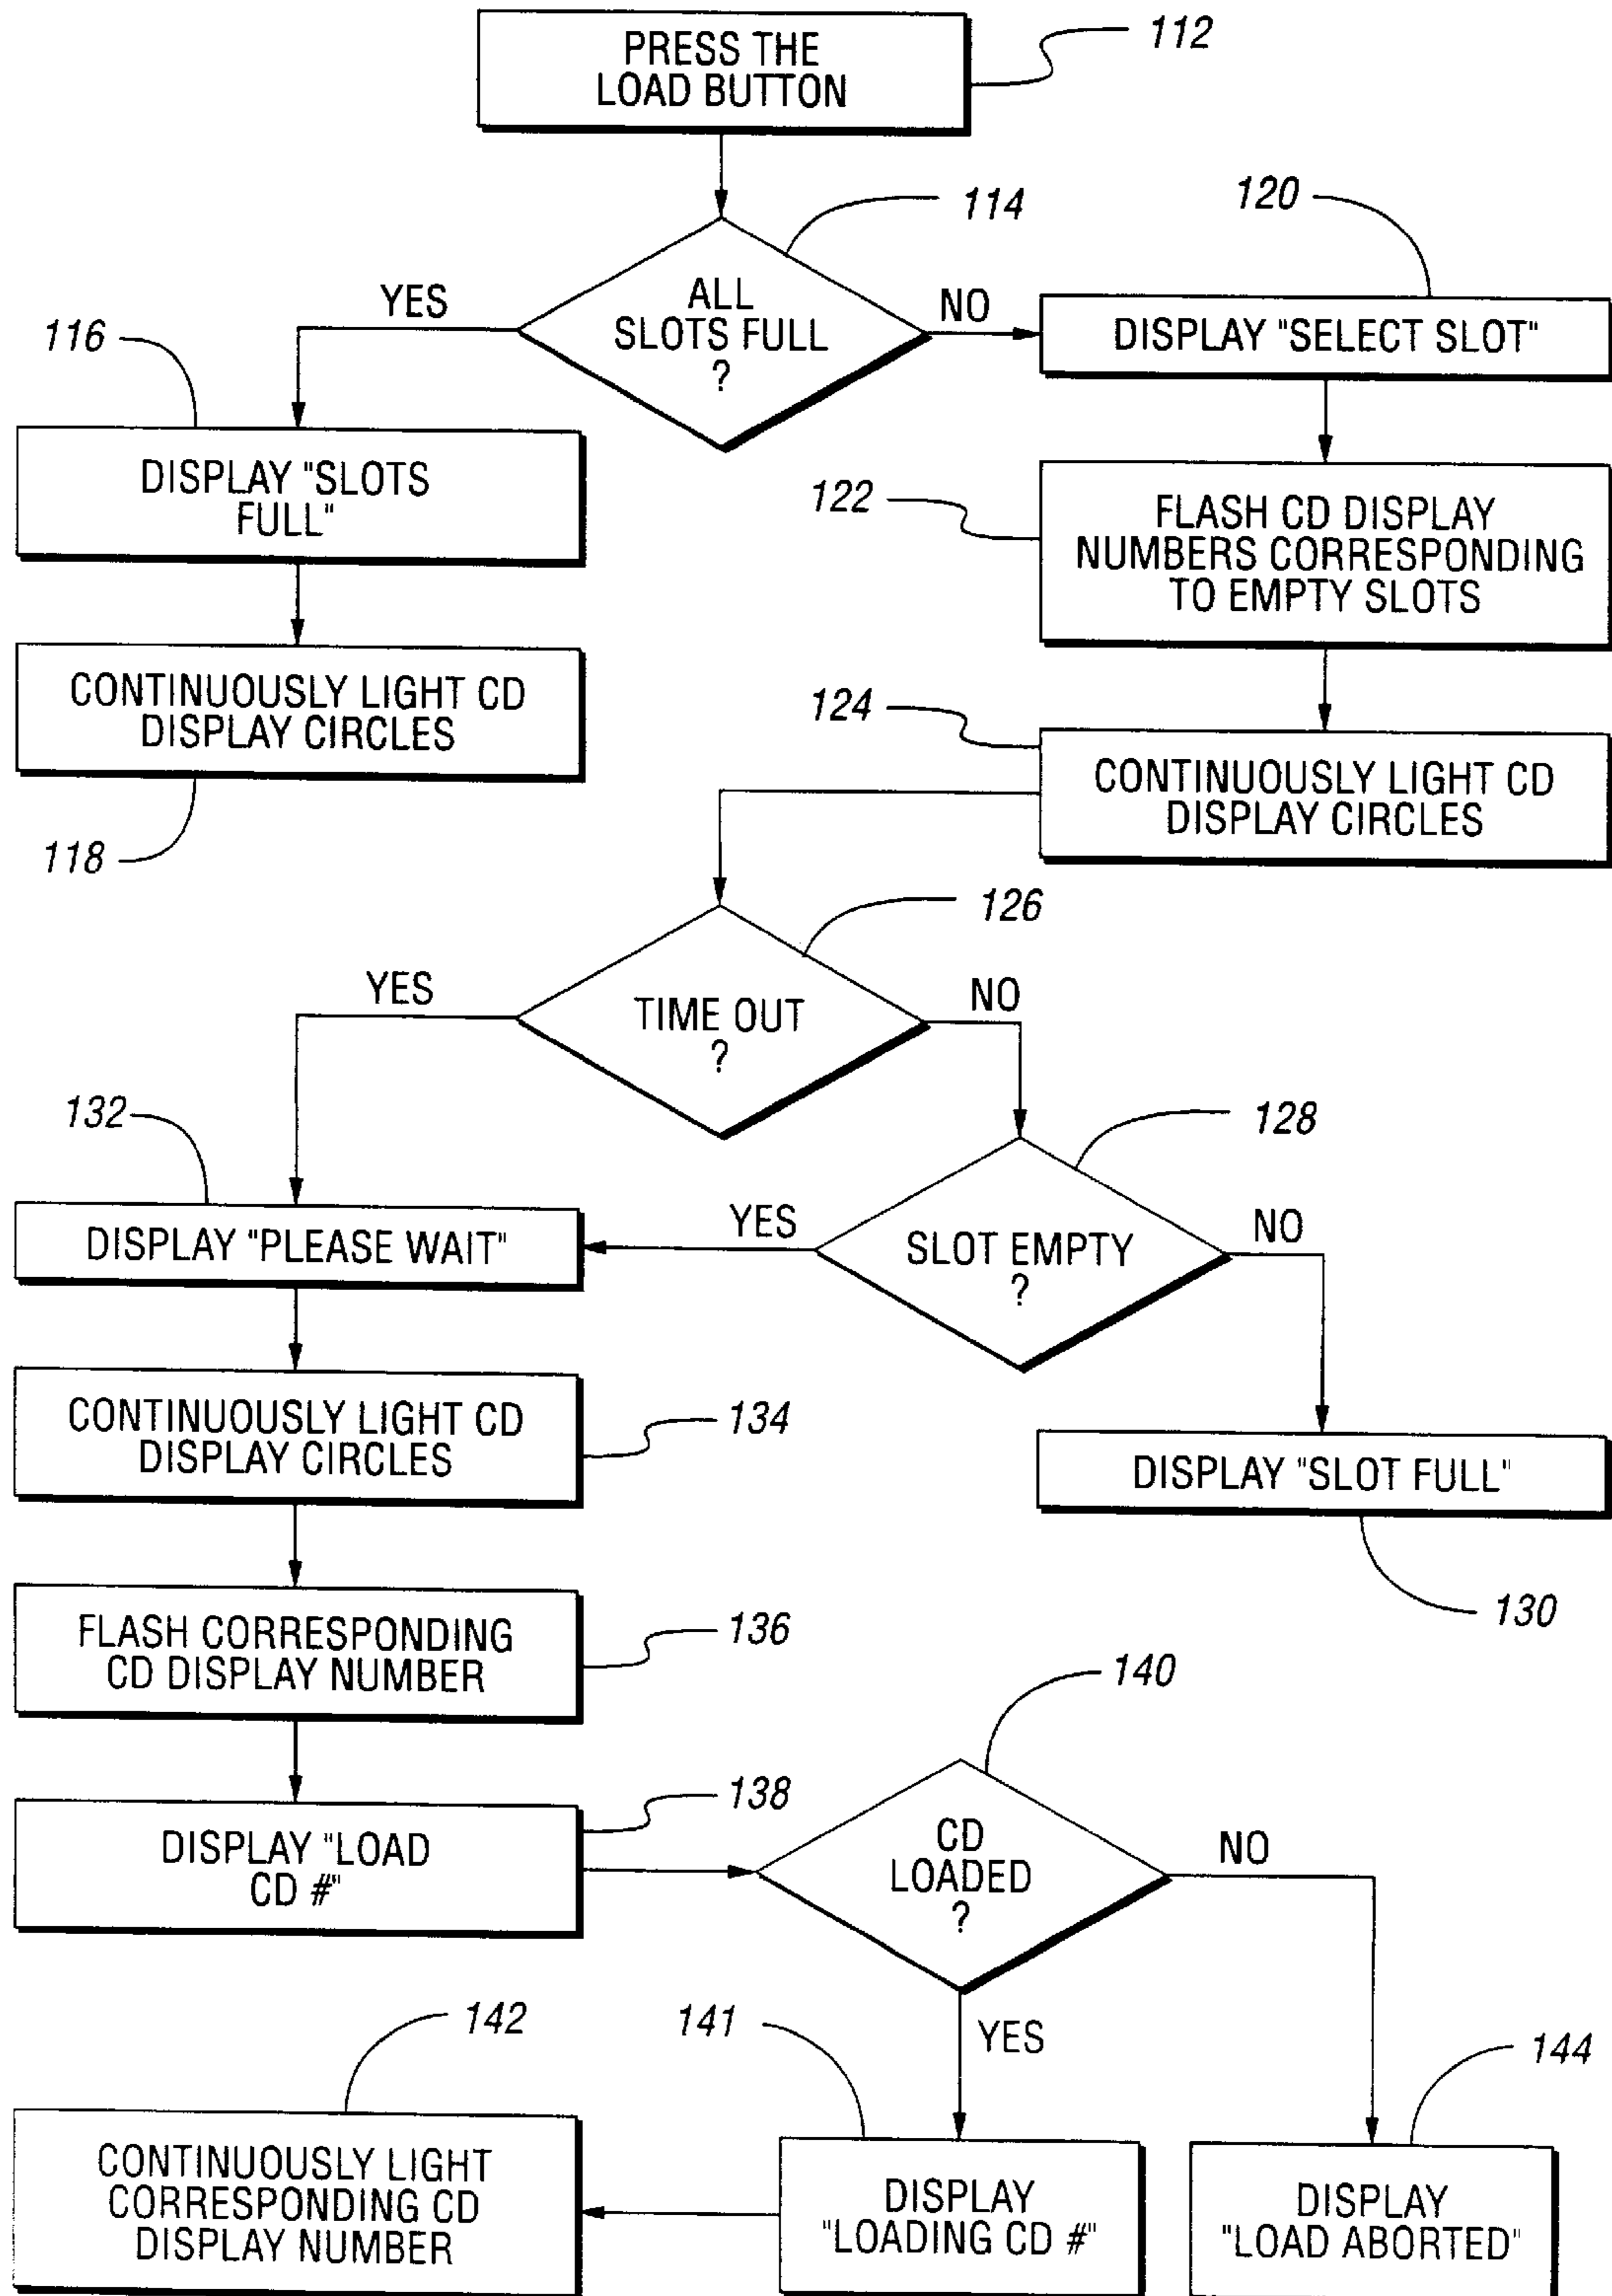 PRESS THE
LOAD BUTTON
112
114
120
ALL
SLOTS FULL
?
YES
NO
DISPLAY "SELECT SLOT"
116
DISPLAY "SLOTS
FULL"
122
FLASH CD DISPLAY
NUMBERS CORRESPONDING
TO EMPTY SLOTS
CONTINUOUSLY LIGHT CD
DISPLAY CIRCLES
118
124
CONTINUOUSLY LIGHT CD
DISPLAY CIRCLES
126
YES
TIME OUT
?
NO
132
128
DISPLAY "PLEASE WAIT"
YES
SLOT EMPTY
?
NO
CONTINUOUSLY LIGHT CD
DISPLAY CIRCLES
134
DISPLAY "SLOT FULL"
130
FLASH CORRESPONDING
CD DISPLAY NUMBER
136
140
138
DISPLAY "LOAD
CD #"
CD
LOADED
?
NO
YES
142
141
144
CONTINUOUSLY LIGHT
CORRESPONDING CD
DISPLAY NUMBER
DISPLAY
"LOADING CD #"
DISPLAY
"LOAD ABORTED"